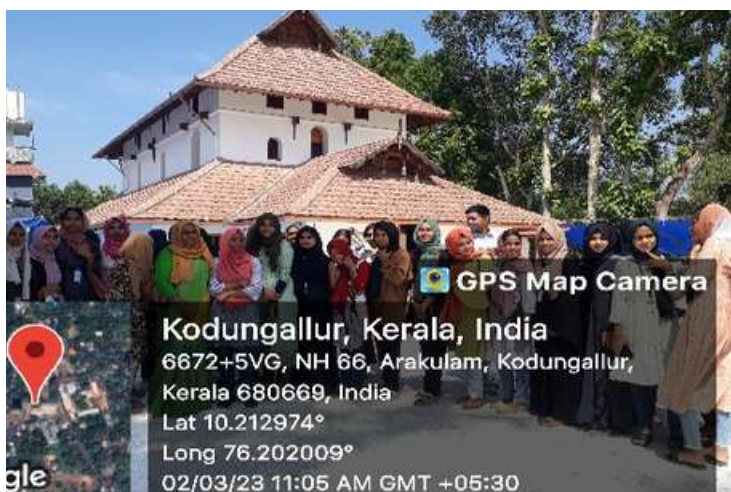 GPS Map Camera
Kodungallur, Kerala, India
6672+5VG, NH 66, Arakulam, Kodungallur,
Kerala 680669, India
Lat 10.212974°
Long 76.202009°
02/03/23 11:05 AM GMT +05:30
gle